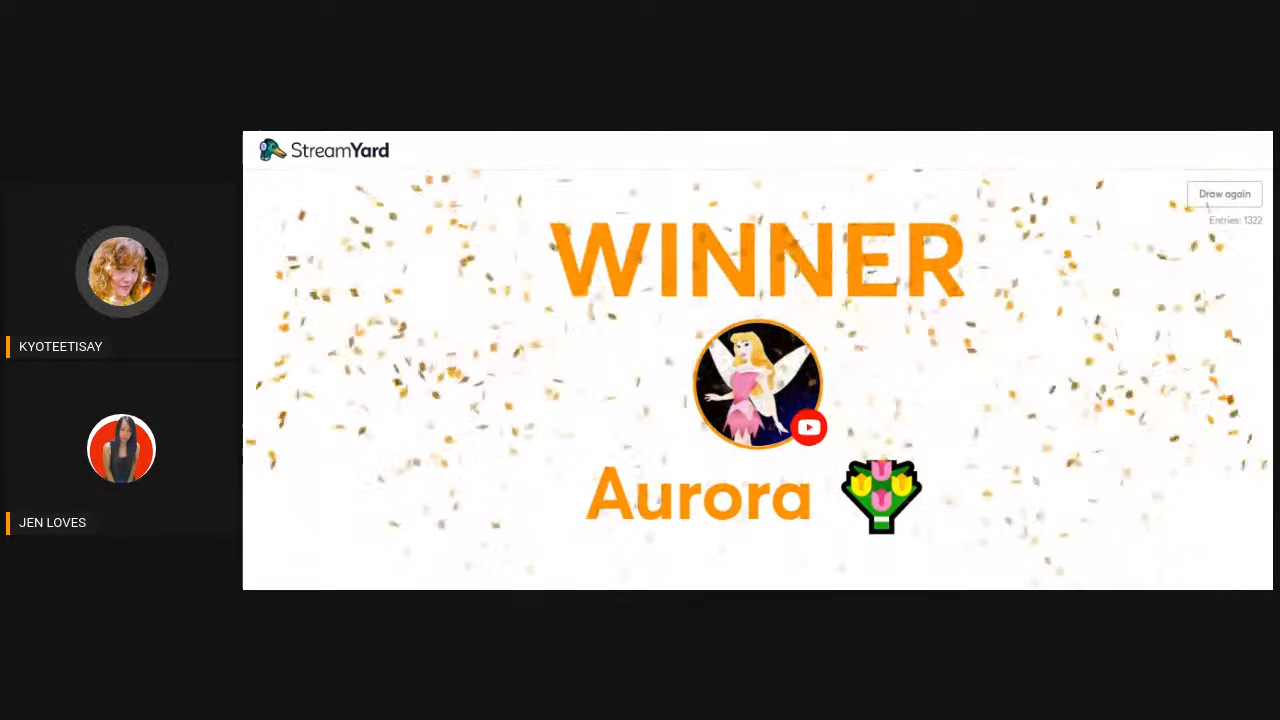 StreamYard
Draw again
Entries: 1322
WINNER
KYOTEETISAY
Aurora
JEN LOVES